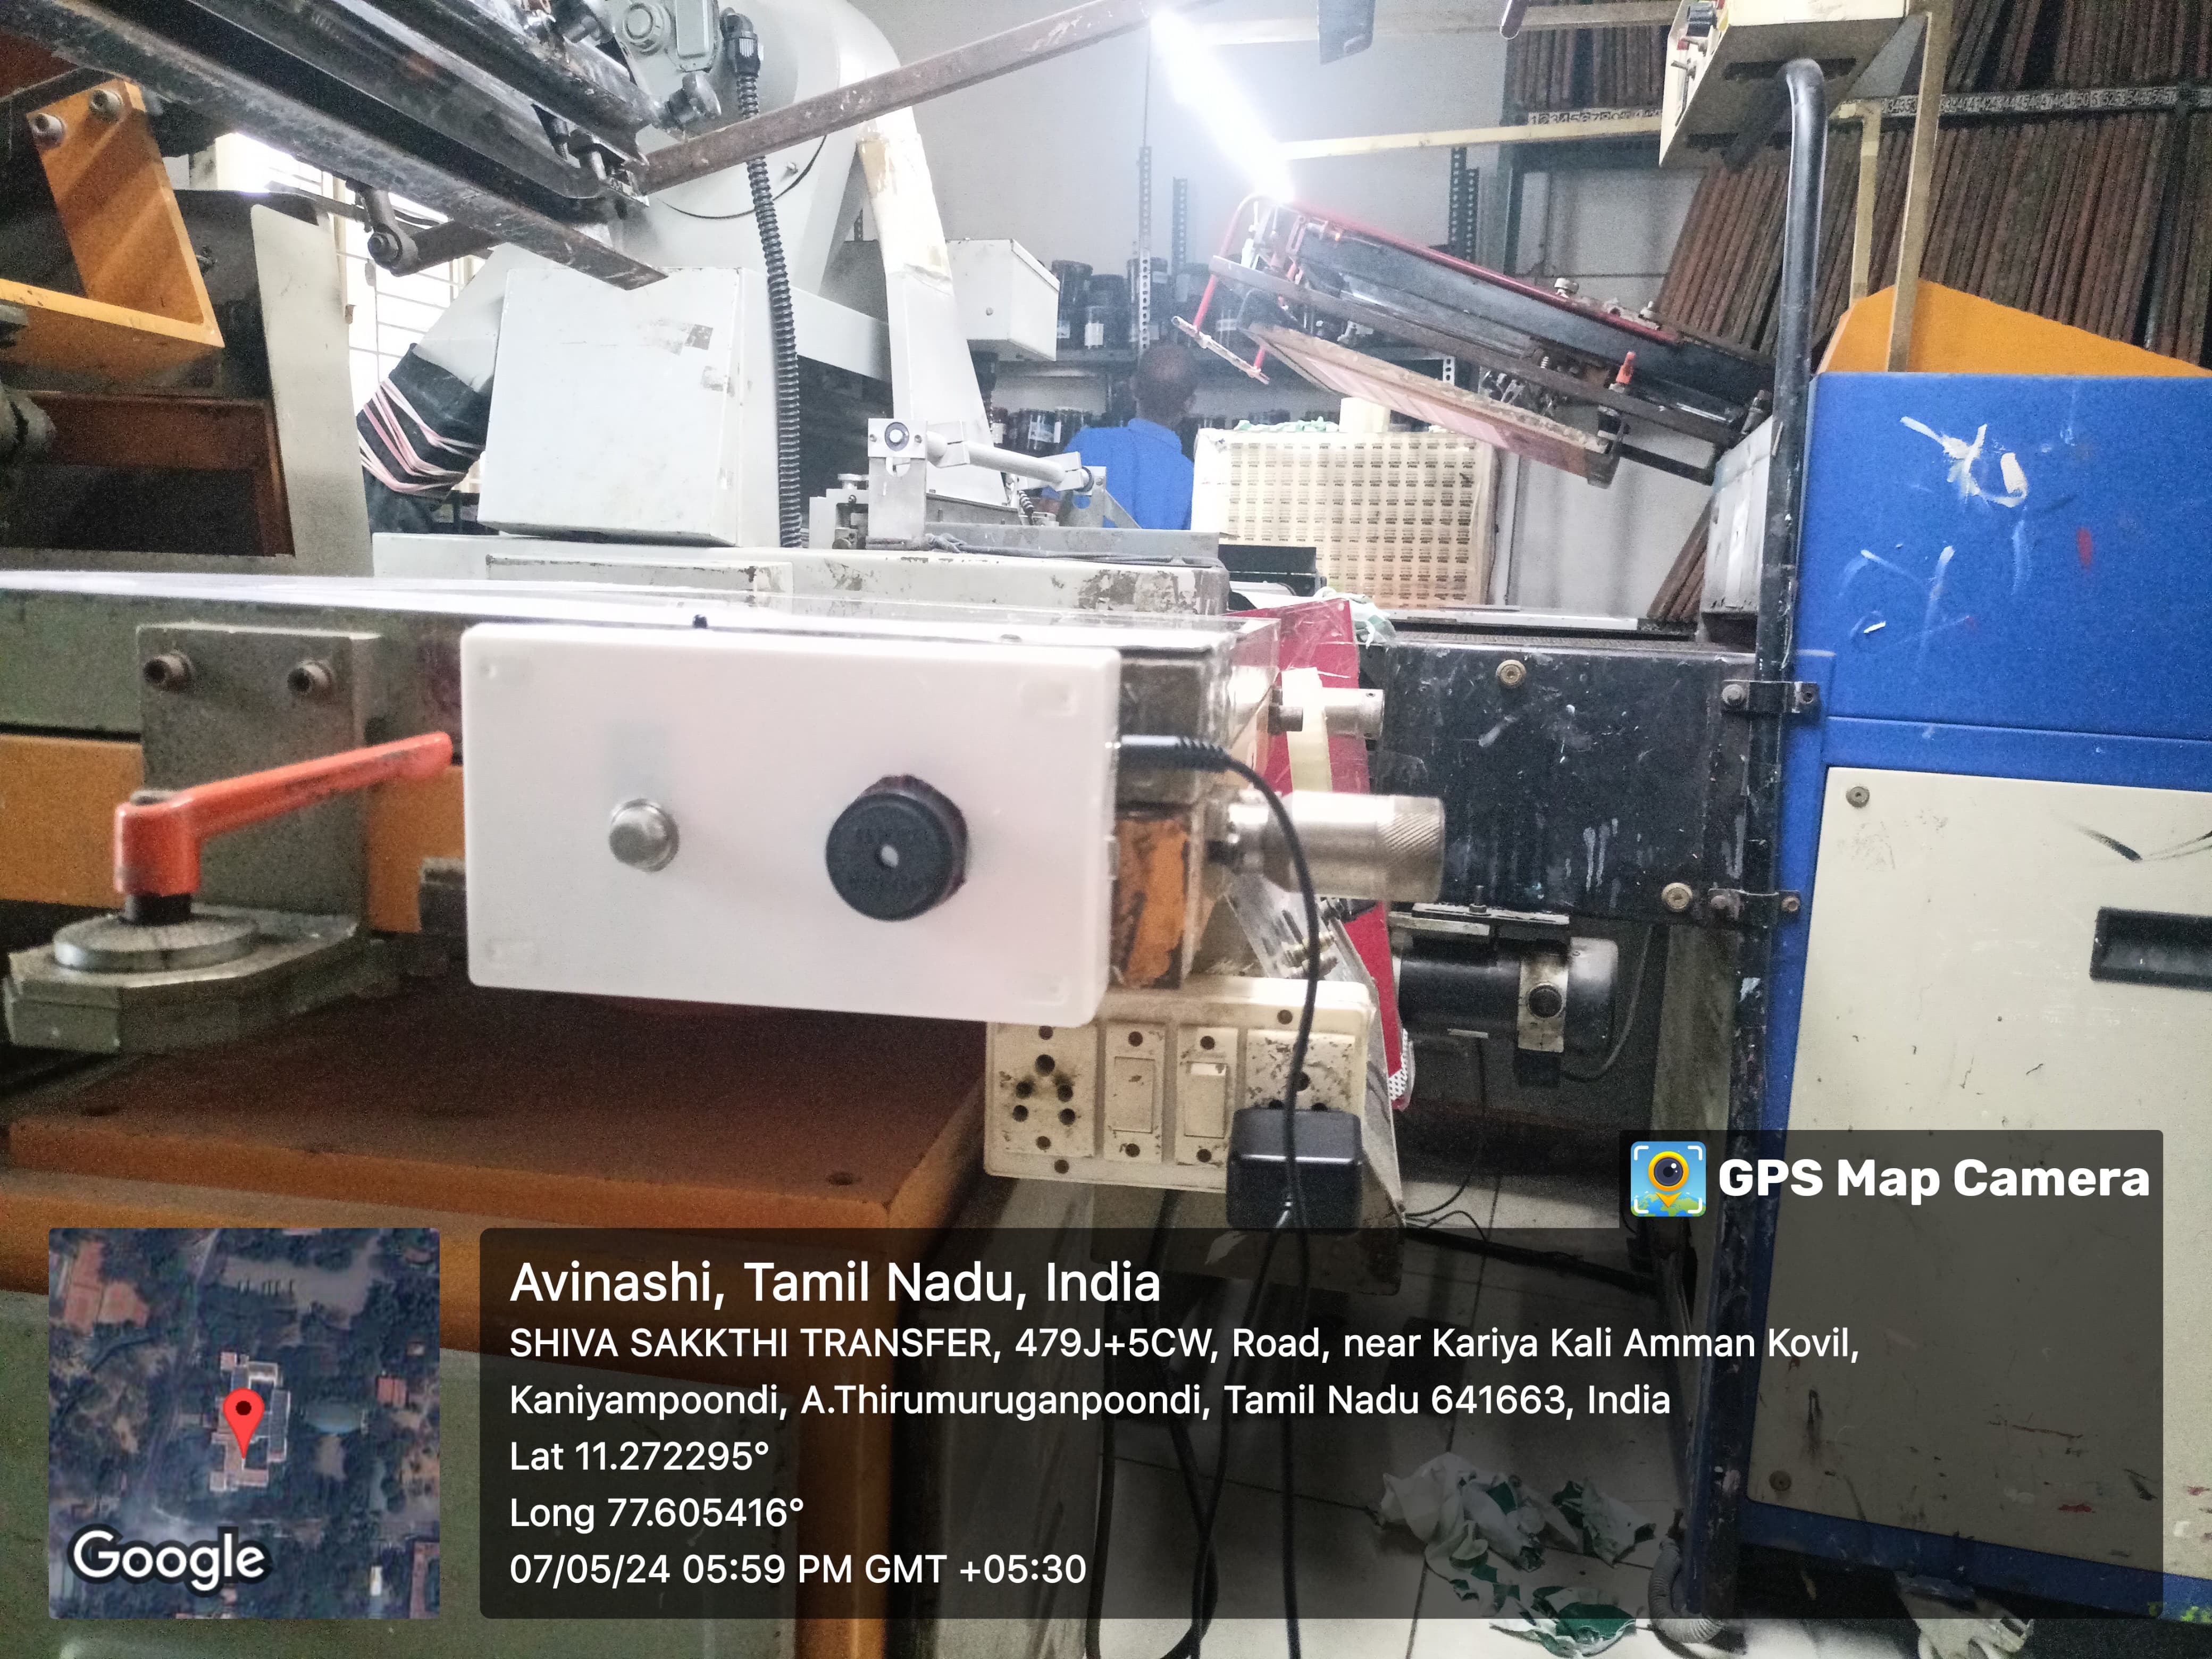 GPS Map Camera
Avinashi, Tamil Nadu, India
SHIVA SAKKTHI TRANSFER, 479J+5CW, Road, near Kariya Kali Amman Kovil,
Kaniyampoondi, A.Thirumuruganpoondi, Tamil Nadu 641663, India
Lat 11.272295°
Long 77.605416°
07/05/24 05:59 PM GMT +05:30
Google